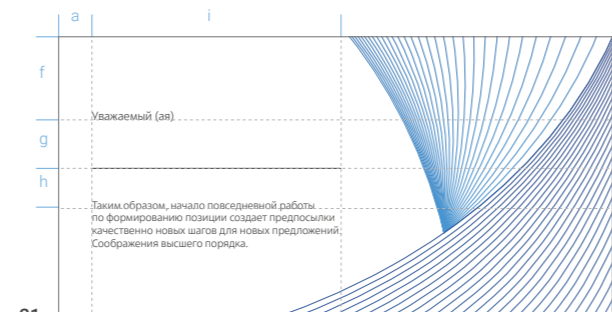 a i
f
Уважаемый (ая)
g
h
Таким образом, начало повседневной работы
по формированию позиции создает предпосылки
качественно новых шагов для новых предложений.
Соображения высшего порядка.